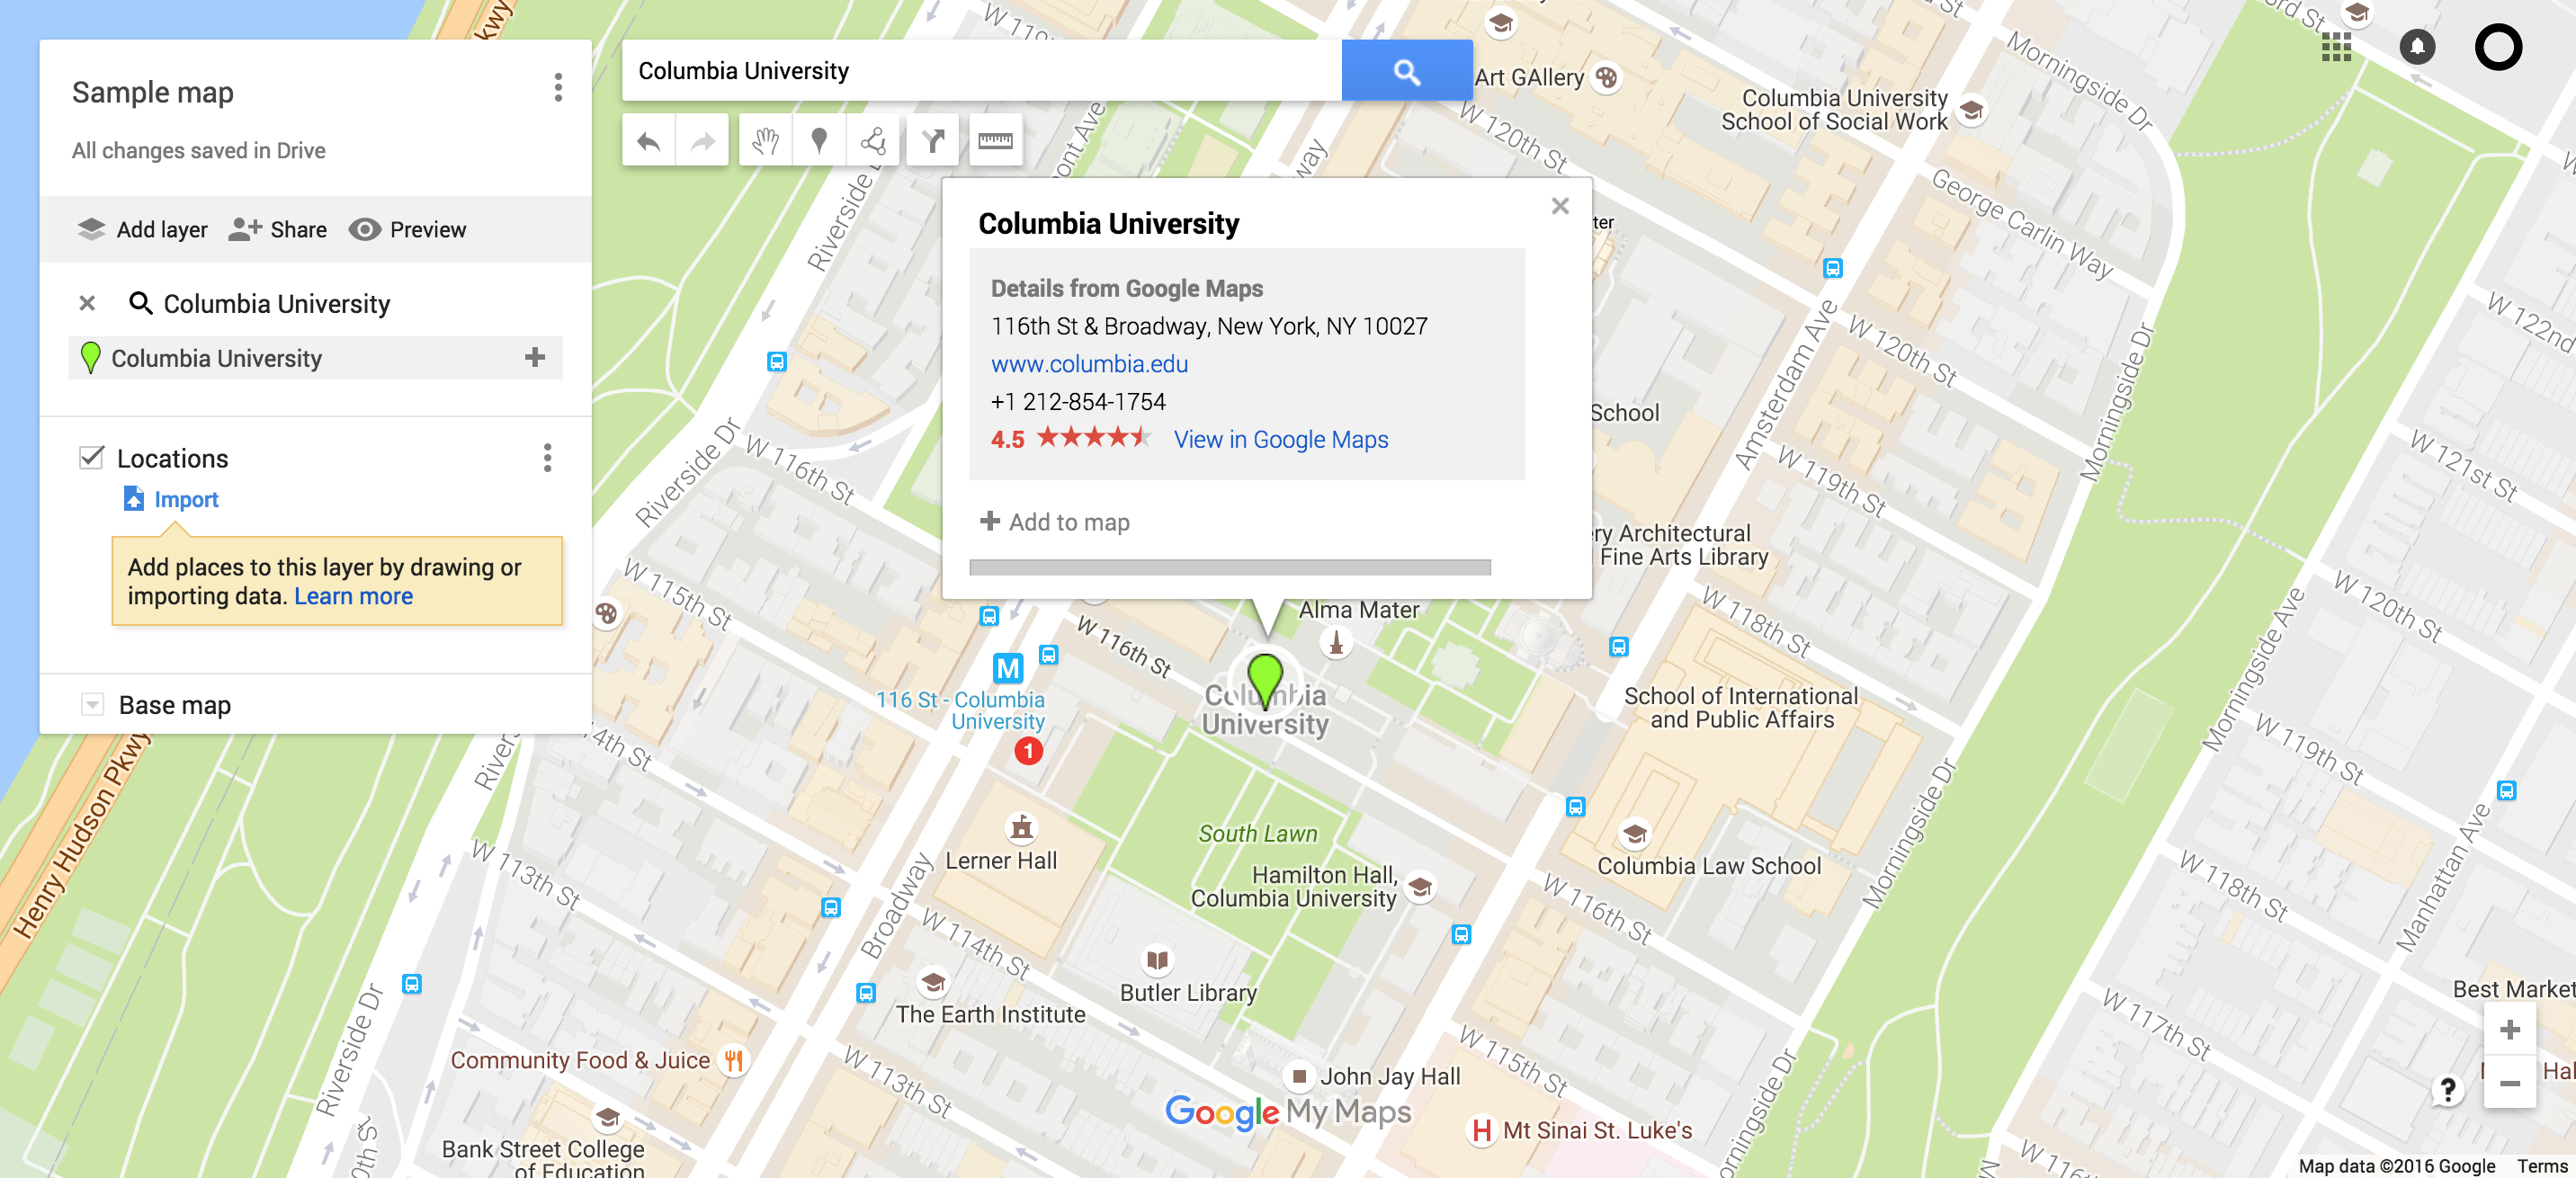 Sample map
All changes saved in Drive
Add layer
Share
Preview
Columbia University
Columbia University
Locations
Import
Add places to this layer by drawing or
importing data. Learn more
Base map
Columbia University
Columbia University
Details from Google Maps
116th St & Broadway, New York, NY 10027
www.columbia.edu
+1 212-854-1754
4.5
View in Google Maps
Add to map
Art GAllery
Columbia University
School of Social Work
Morningside Dr
W 120th St
George Carlin Way
Riverside
W 122nd
Amsterdam Ave
W 120th St
Morningside Dr
School
Riverside Dr
W 116th St
W 119th St
W 121st St
Architectural
Fine Arts Library
W 115th St
Alma Mater
W 118th St
W 120th St
W 116th St
M
116 St - Columbia
University
1
Columbia
University
School of International
and Public Affairs
Morningside Ave
W 119th St
Henry Hudson Pkwy
South Lawn
Lerner Hall
Hamilton Hall,
Columbia University
Columbia Law School
Morningside Dr
W 113th St
Broadway
W 114th St
W 116th St
W 118th St
Manhattan Ave
Butler Library
The Earth Institute
Best Market
W 117th St
Riverside Dr
Community Food & Juice
W 113th St
W 115th St
John Jay Hall
Google My Maps
H Mt Sinai St. Luke's
Bank Street College
of Education
?
Map data ©2016 Google
Terms